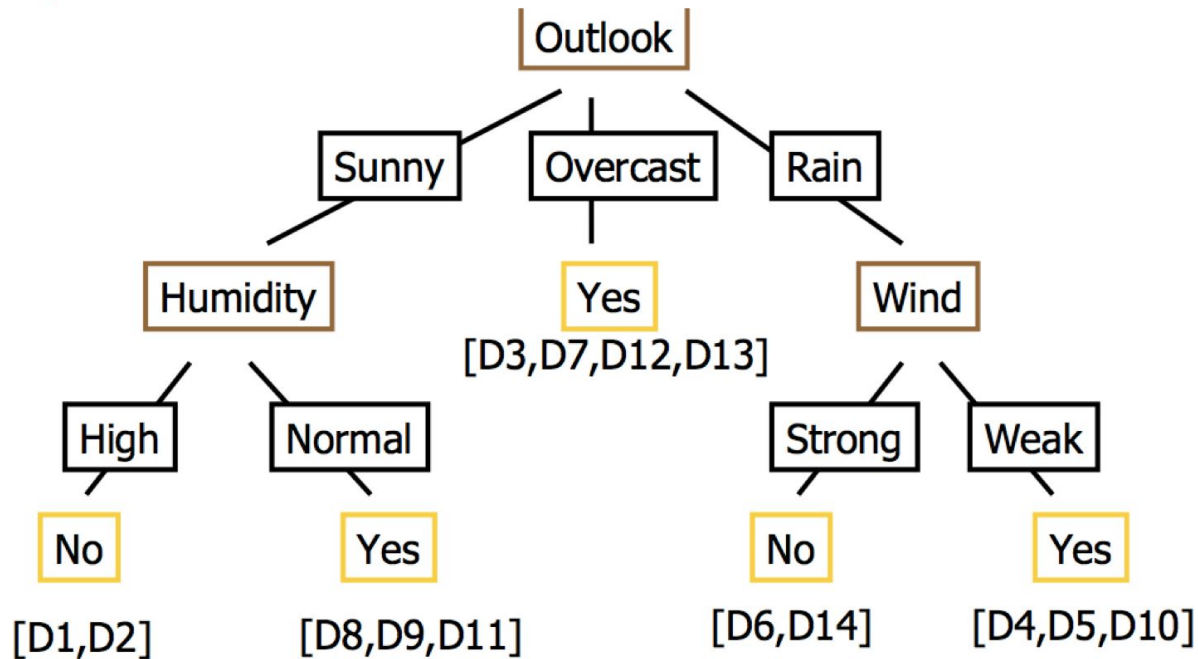 Outlook
Sunny Overcast Rain
Humidity Yes Wind
[D3,D7,D12,D13]
High Normal Strong Weak
No Yes No Yes
[D1,D2] [D8,D9,D11] [D6,D14] [D4,D5,D10]